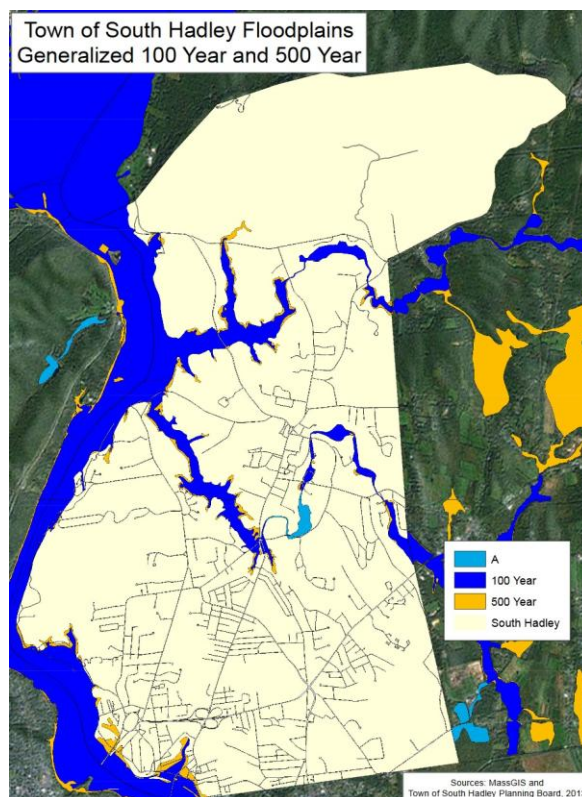 Town of South Hadley Floodplains
Generalized 100 Year and 500 Year
A
100 Year
500 Year
South Hadley
Sources: MassGIS and
Town of South Hadley Planning Board,